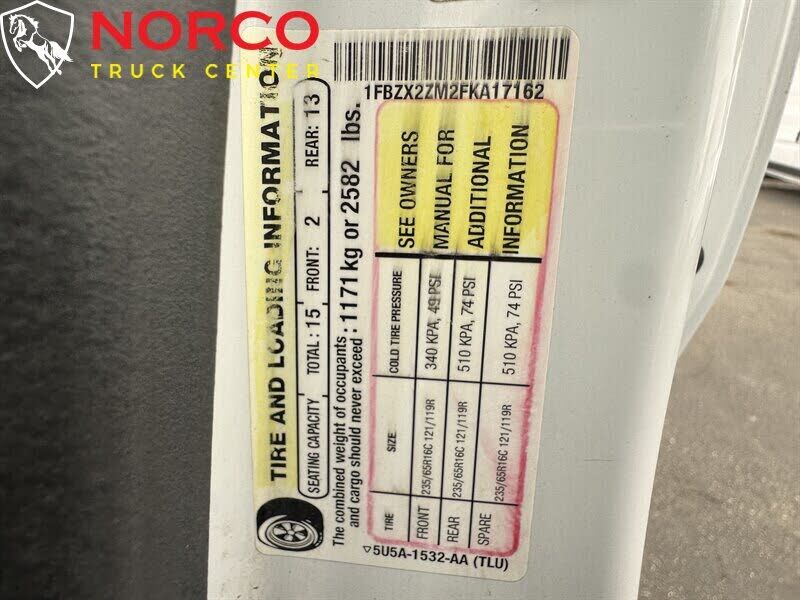 NORCO
TRUCK CENTER
1FBZX2ZM2FKA17162
TIRE AND LOADING INFORMATION
SEATING CAPACITY TOTAL: 15 FRONT: 2 REAR: 13
The combined weight of occupants
and cargo should never exceed : 1171 kg or 2582 lbs.
TIRE SIZE COLD TIRE PRESSURE SEE OWNERS
FRONT 235/65R16C 121/119R 340 KPA, 49 PSI MANUAL FOR
REAR 235/65R16C 121/119R 510 KPA, 74 PSI ADDITIONAL
SPARE 235/65R16C 121/119R 510 KPA, 74 PSI INFORMATION
▽5U5A-1532-AA (TLU)